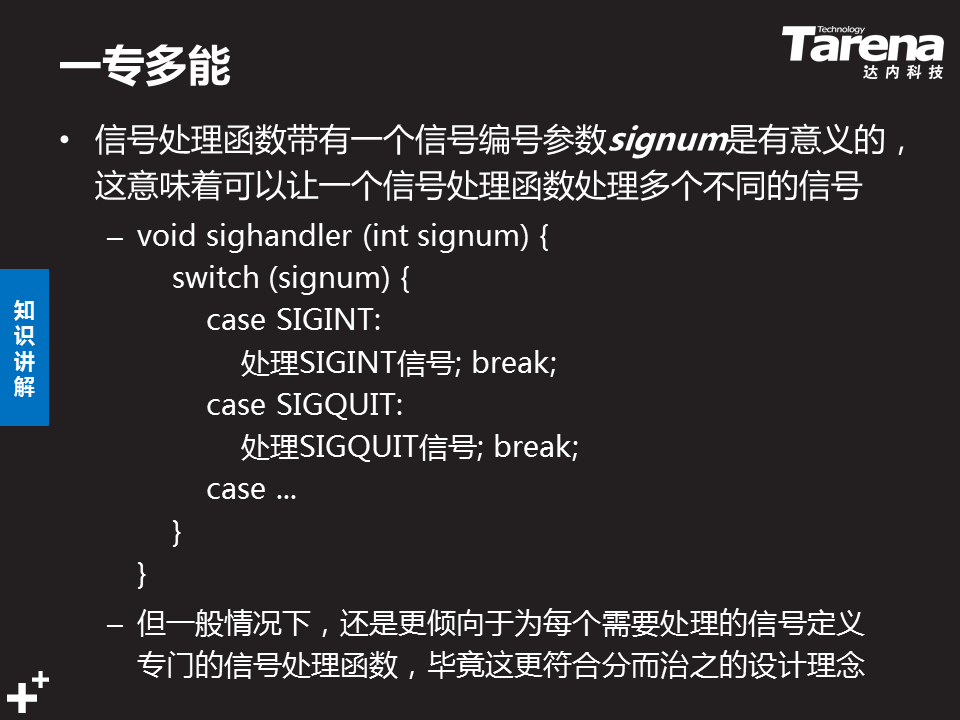 一专多能
Technology
Tarena
达内科技
• 信号处理函数带有一个信号编号参数signum是有意义的，
这意味着可以让一个信号处理函数处理多个不同的信号
– void sighandler (int signum) {
switch (signum) {
case SIGINT:
处理SIGINT信号; break;
case SIGQUIT:
处理SIGQUIT信号; break;
case ...
}
}
– 但一般情况下，还是更倾向于为每个需要处理的信号定义
专门的信号处理函数，毕竟这更符合分而治之的设计理念
知
识
讲
解